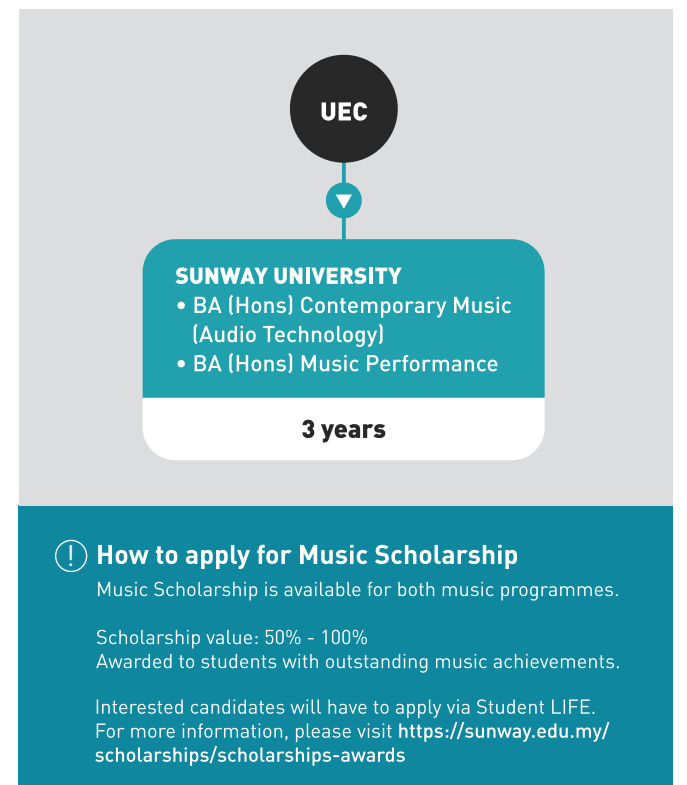 UEC
SUNWAY UNIVERSITY
• BA (Hons) Contemporary Music
(Audio Technology)
• BA (Hons) Music Performance
3 years
! How to apply for Music Scholarship
Music Scholarship is available for both music programmes.
Scholarship value: 50% - 100%
Awarded to students with outstanding music achievements.
Interested candidates will have to apply via Student LIFE.
For more information, please visit https://sunway.edu.my/
scholarships/scholarships-awards